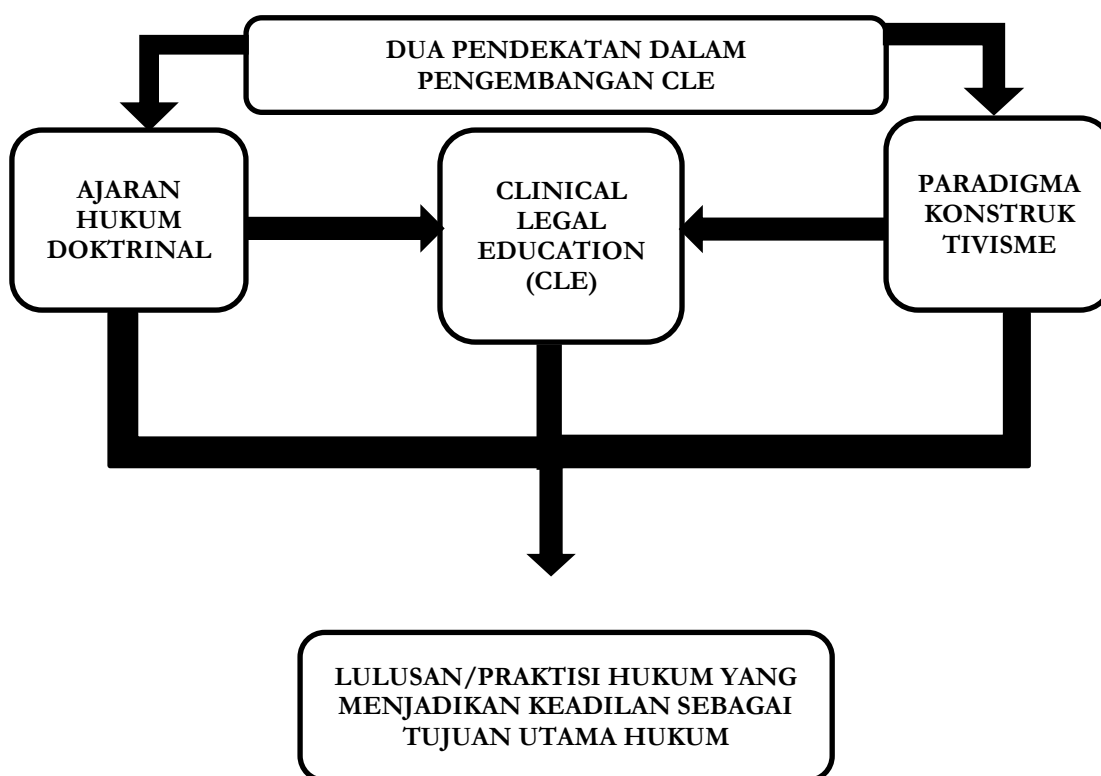 DUA PENDEKATAN DALAM
PENGEMBANGAN CLE
AJARAN
HUKUM
DOKTRINAL
CLINICAL
LEGAL
EDUCATION
(CLE)
PARADIGMA
KONSTRUK
TIVISME
LULUSAN/PRAKTISI HUKUM YANG
MENJADIKAN KEADILAN SEBAGAI
TUJUAN UTAMA HUKUM